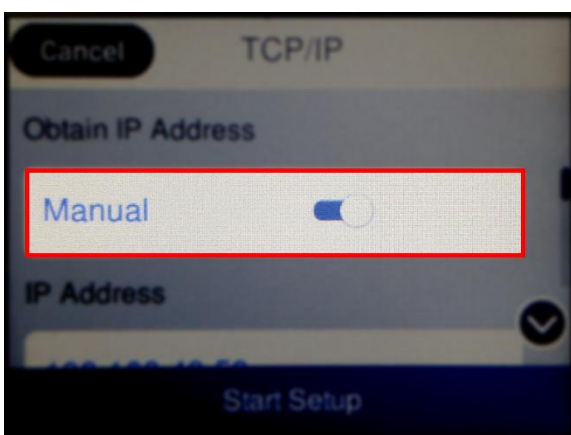 Cancel
TCP/IP
Obtain IP Address
Manual
IP Address
Start Setup